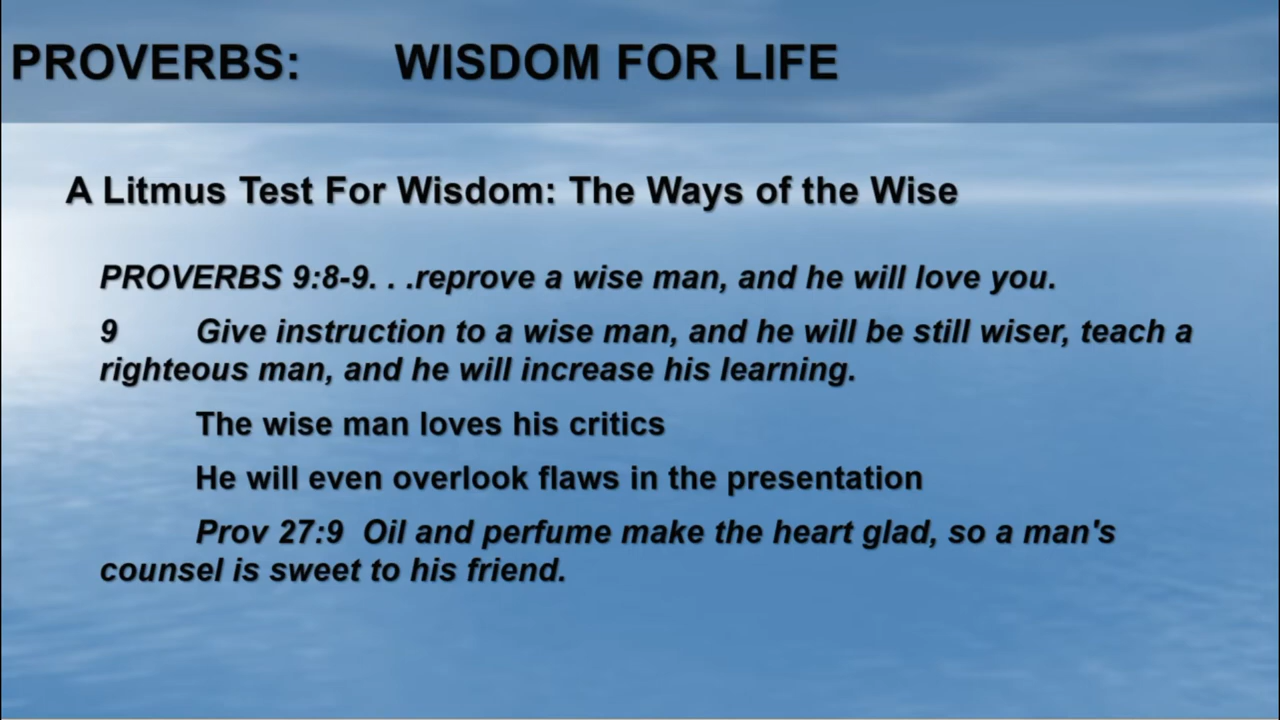 PROVERBS: WISDOM FOR LIFE
A Litmus Test For Wisdom: The Ways of the Wise
PROVERBS 9:8-9. . .reprove a wise man, and he will love you.
9 Give instruction to a wise man, and he will be still wiser, teach a
righteous man, and he will increase his learning.
The wise man loves his critics
He will even overlook flaws in the presentation
Prov 27:9 Oil and perfume make the heart glad, so a man's
counsel is sweet to his friend.